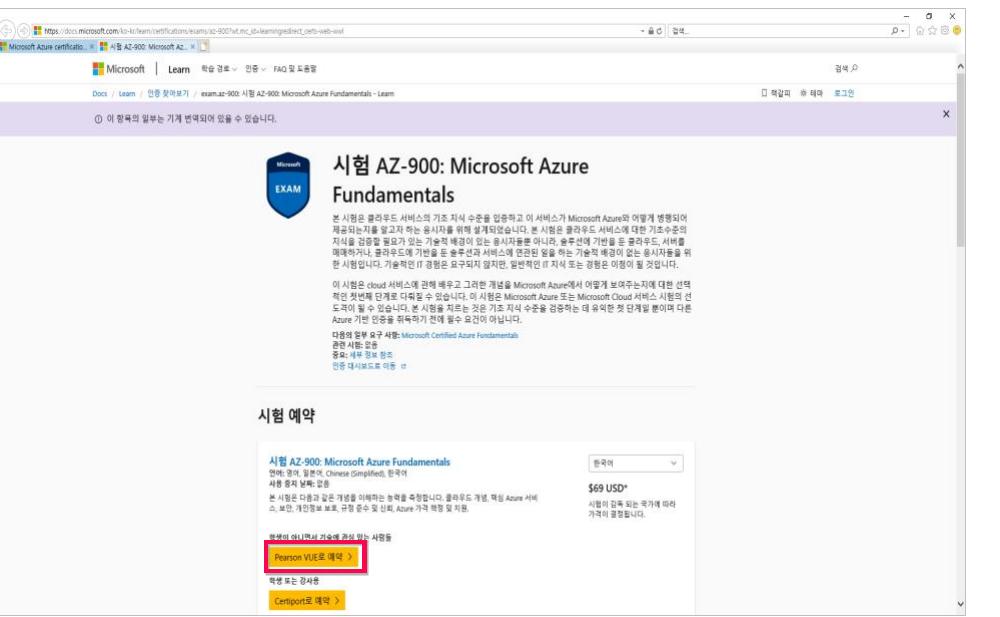 https://docs.microsoft.com/ko-kr/learn/certifications/exams/az-900?wt.mc_id=learningredirect_certs-web-wwl
검색...
Microsoft Azure certificatio...
시험 AZ-900: Microsoft Az...
Microsoft | Learn 학습 경로 인증 FAQ 및 도움말 검색
Docs / Learn / 인증 찾아보기 / exam.az-900: 시험 AZ-900: Microsoft Azure Fundamentals - Learn 책갈피 테마 로그인
이 항목의 일부는 기계 번역되어 있을 수 있습니다.
Microsoft
EXAM
시험 AZ-900: Microsoft Azure
Fundamentals
본 시험은 클라우드 서비스의 기초 지식 수준을 입증하고 이 서비스가 Microsoft Azure와 어떻게 병행되어
제공되는지를 알고자 하는 응시자를 위해 설계되었습니다. 본 시험은 클라우드 서비스에 대한 기초수준의
지식을 검증할 필요가 있는 기술적 배경이 있는 응시자들뿐 아니라, 솔루션에 기반을 둔 클라우드, 서버를
매매하거나, 클라우드에 기반을 둔 솔루션과 서비스에 연관된 일을 하는 기술적 배경이 없는 응시자들을 위
한 시험입니다. 기술적인 IT 경험은 요구되지 않지만, 일반적인 IT 지식 또는 경험은 이점이 될 것입니다.
이 시험은 cloud 서비스에 관해 배우고 그러한 개념을 Microsoft Azure에서 어떻게 보여주는지에 대한 선택
적인 첫번째 단계로 다뤄질 수 있습니다. 이 시험은 Microsoft Azure 또는 Microsoft Cloud 서비스 시험의 선
도격이 될 수 있습니다. 본 시험을 치르는 것은 기초 지식 수준을 검증하는 데 유익한 첫 단계일 뿐이며 다른
Azure 기반 인증을 취득하기 전에 필수 요건이 아닙니다.
다음의 일부 요구 사항: Microsoft Certified Azure Fundamentals
관련 시험: 없음
중요: 세부 정보 참조
인증 대시보드로 이동
시험 예약
시험 AZ-900: Microsoft Azure Fundamentals
언어: 영어, 일본어, Chinese (Simplified), 한국어
사용 중지 날짜: 없음
본 시험은 다음과 같은 개념을 이해하는 능력을 측정합니다. 클라우드 개념, 핵심 Azure 서비
스, 보안, 개인정보 보호, 규정 준수 및 신뢰, Azure 가격 책정 및 지원.
한국어
$69 USD*
시험이 감독 되는 국가에 따라
가격이 결정됩니다.
학생이 아니면서 기술에 관심 있는 사람들
Pearson VUE로 예약
학생 또는 강사용
Certiport로 예약